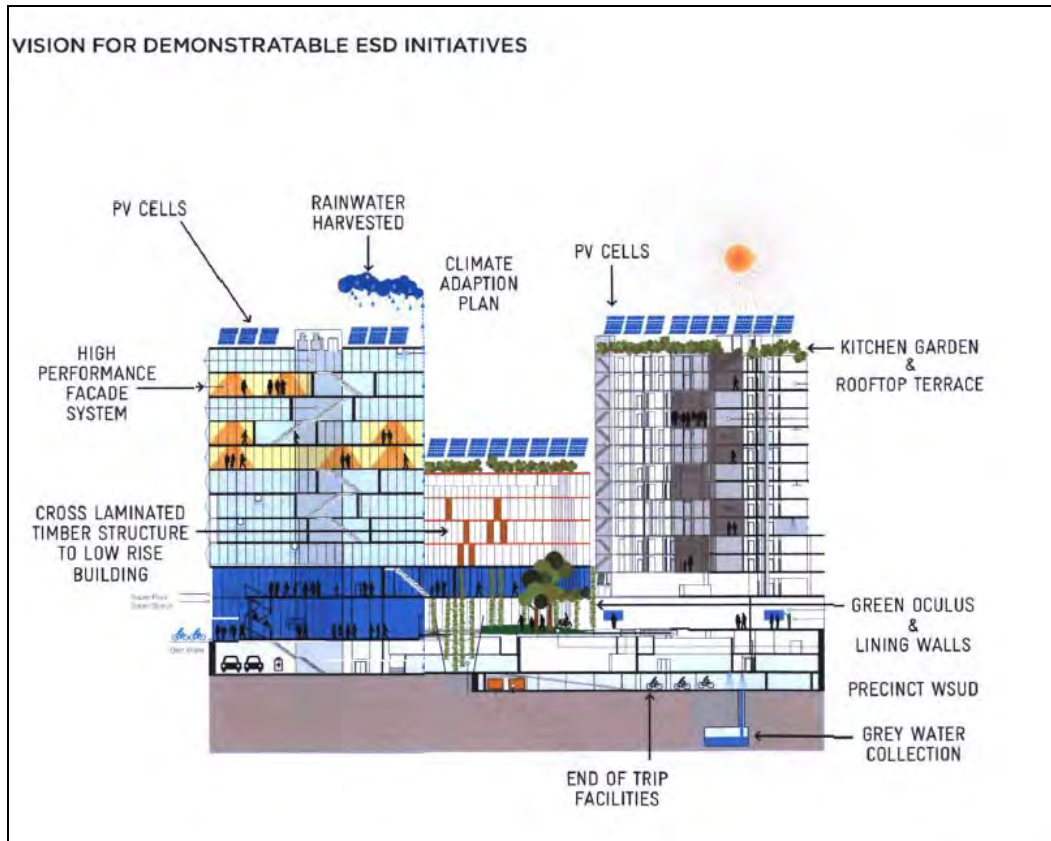 VISION FOR DEMONSTRATABLE ESD INITIATIVES
RAINWATER
HARVESTED
PV CELLS
CLIMATE
ADAPTION
PLAN
PV CELLS
HIGH
PERFORMANCE
FACADE
SYSTEM
KITCHEN GARDEN
&
ROOFTOP TERRACE
CROSS LAMINATED
TIMBER STRUCTURE
TO LOW RISE
BUILDING
GREEN OCULUS
&
LINING WALLS
PRECINCT WSUD
GREY WATER
COLLECTION
END OF TRIP
FACILITIES